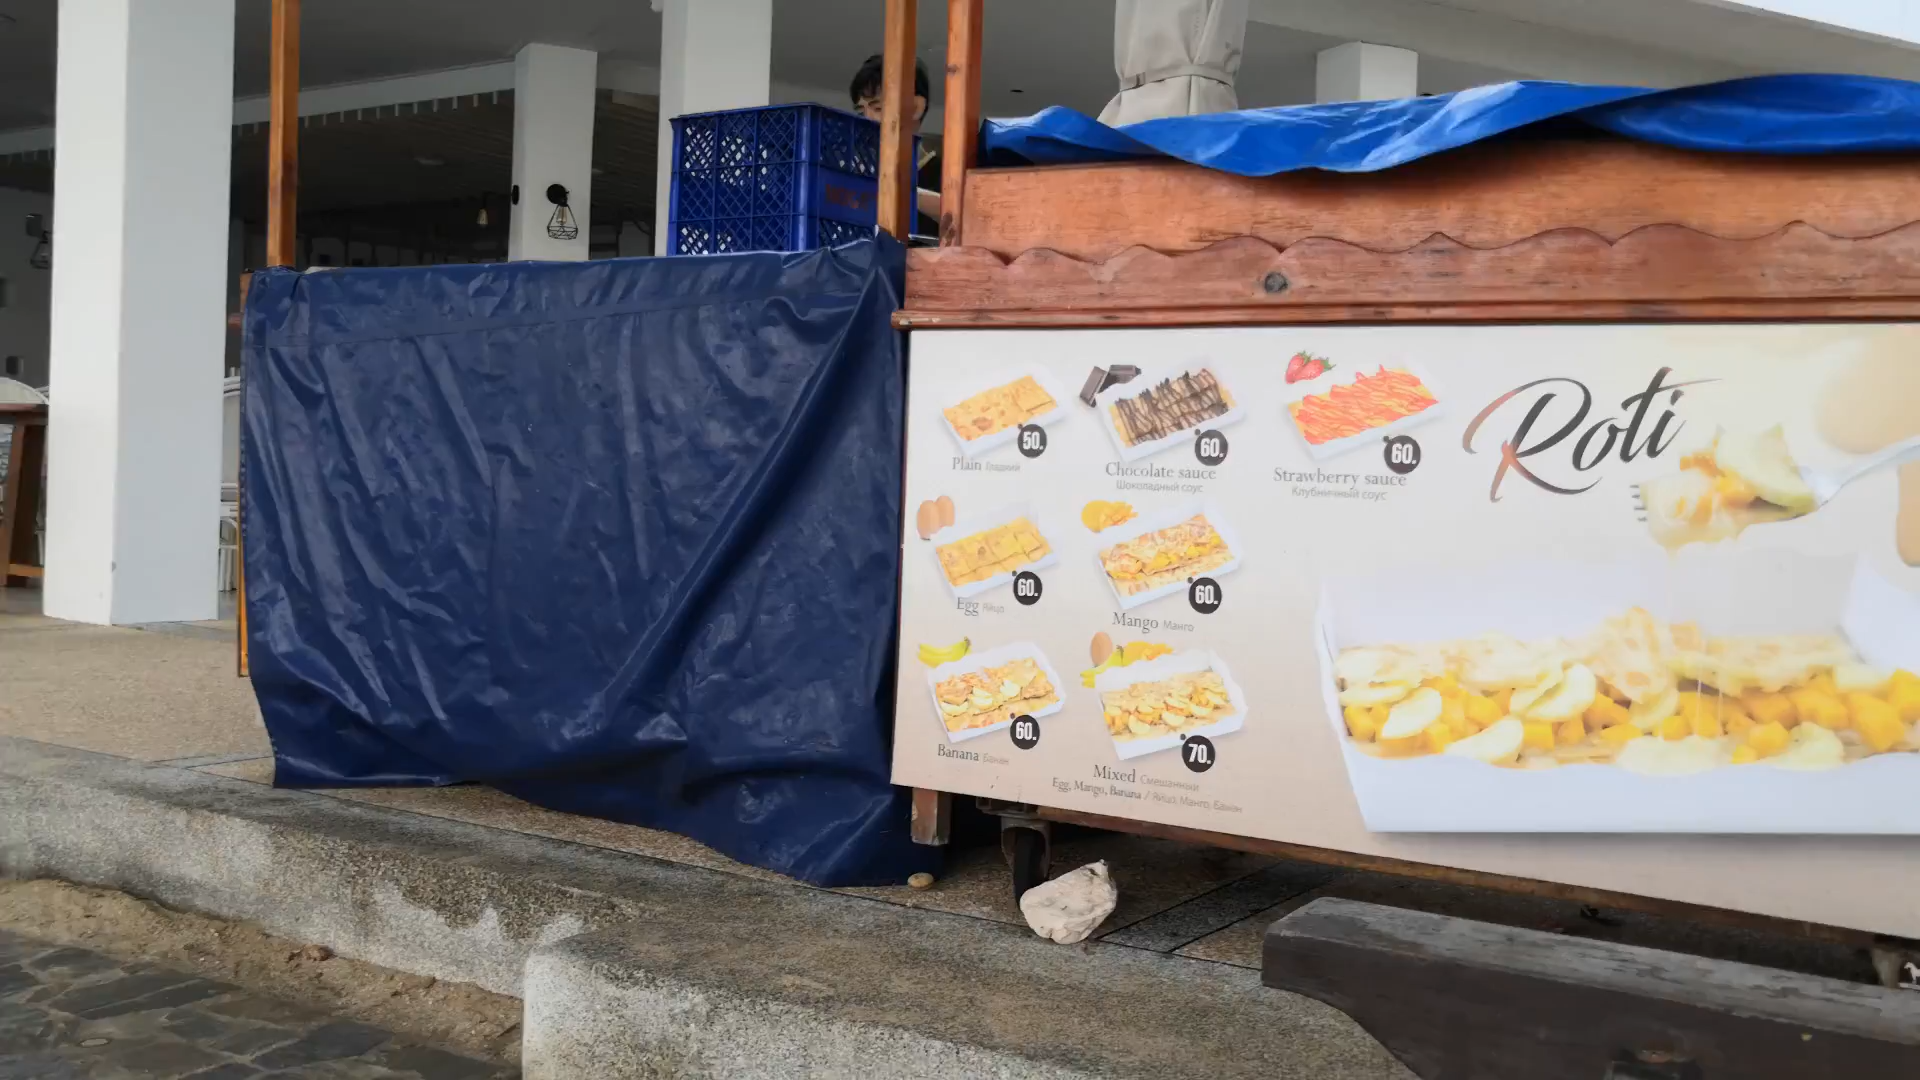 Roti
50.
Plain Гладкий
60.
Chocolate sauce
Шоколадный соус
60.
Strawberry sauce
Клубничный соус
60.
Egg Яйцо
60.
Mango Манго
60.
Banana Банан
70.
Mixed Смешанный
Egg, Mango, Banana / Яйцо, Манго, Банан